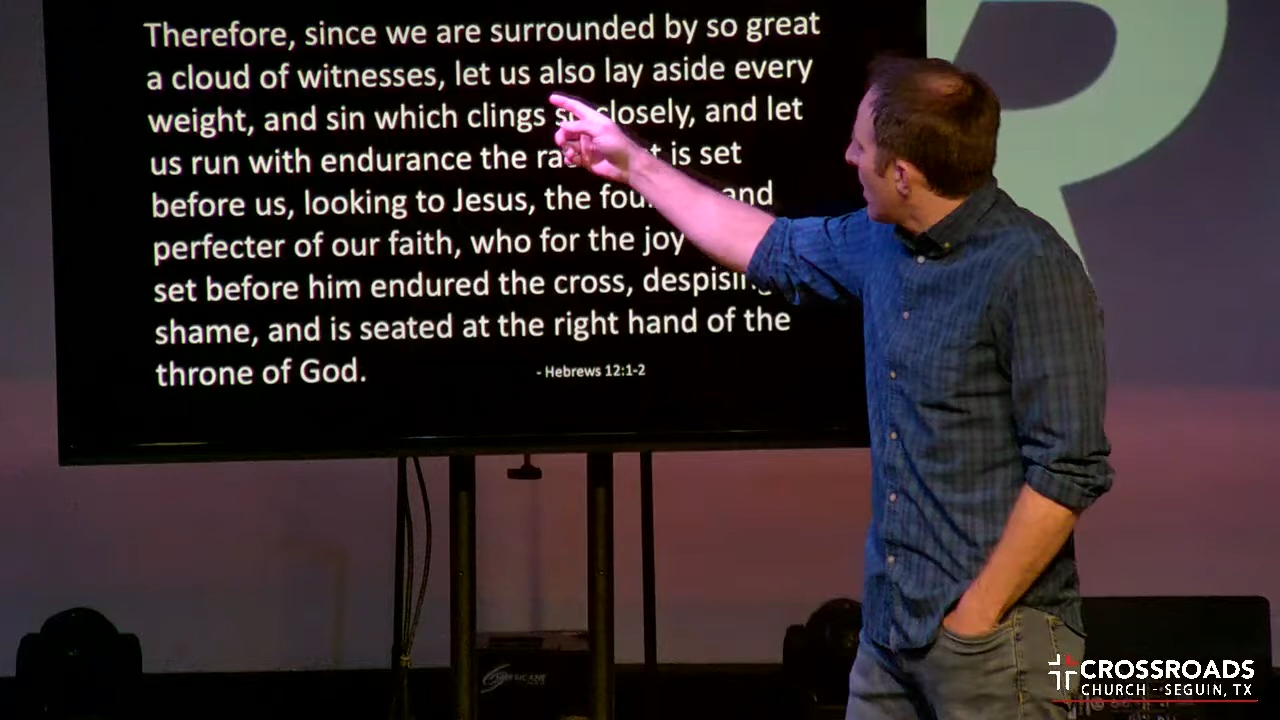 Therefore, since we are surrounded by so great
a cloud of witnesses, let us also lay aside every
weight, and sin which clings closely, and let
us run with endurance the is set
before us, looking to Jesus, the and
perfecter of our faith, who for the joy
set before him endured the cross,
shame, and is seated at the right hand of the
throne of God.
- Hebrews 12:1-2
R
CROSSROADS
CHURCH - SEGUIN, TX